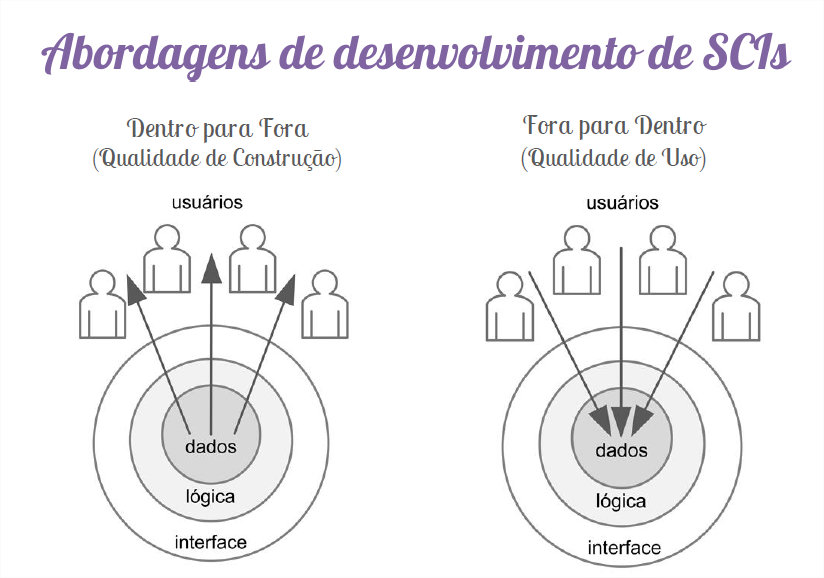 Abordagens de desenvolvimento de SCIs
Dentro para Fora
(Qualidade de Construção)
usuários
dados
lógica
interface
Fora para Dentro
(Qualidade de Uso)
usuários
dados
lógica
interface